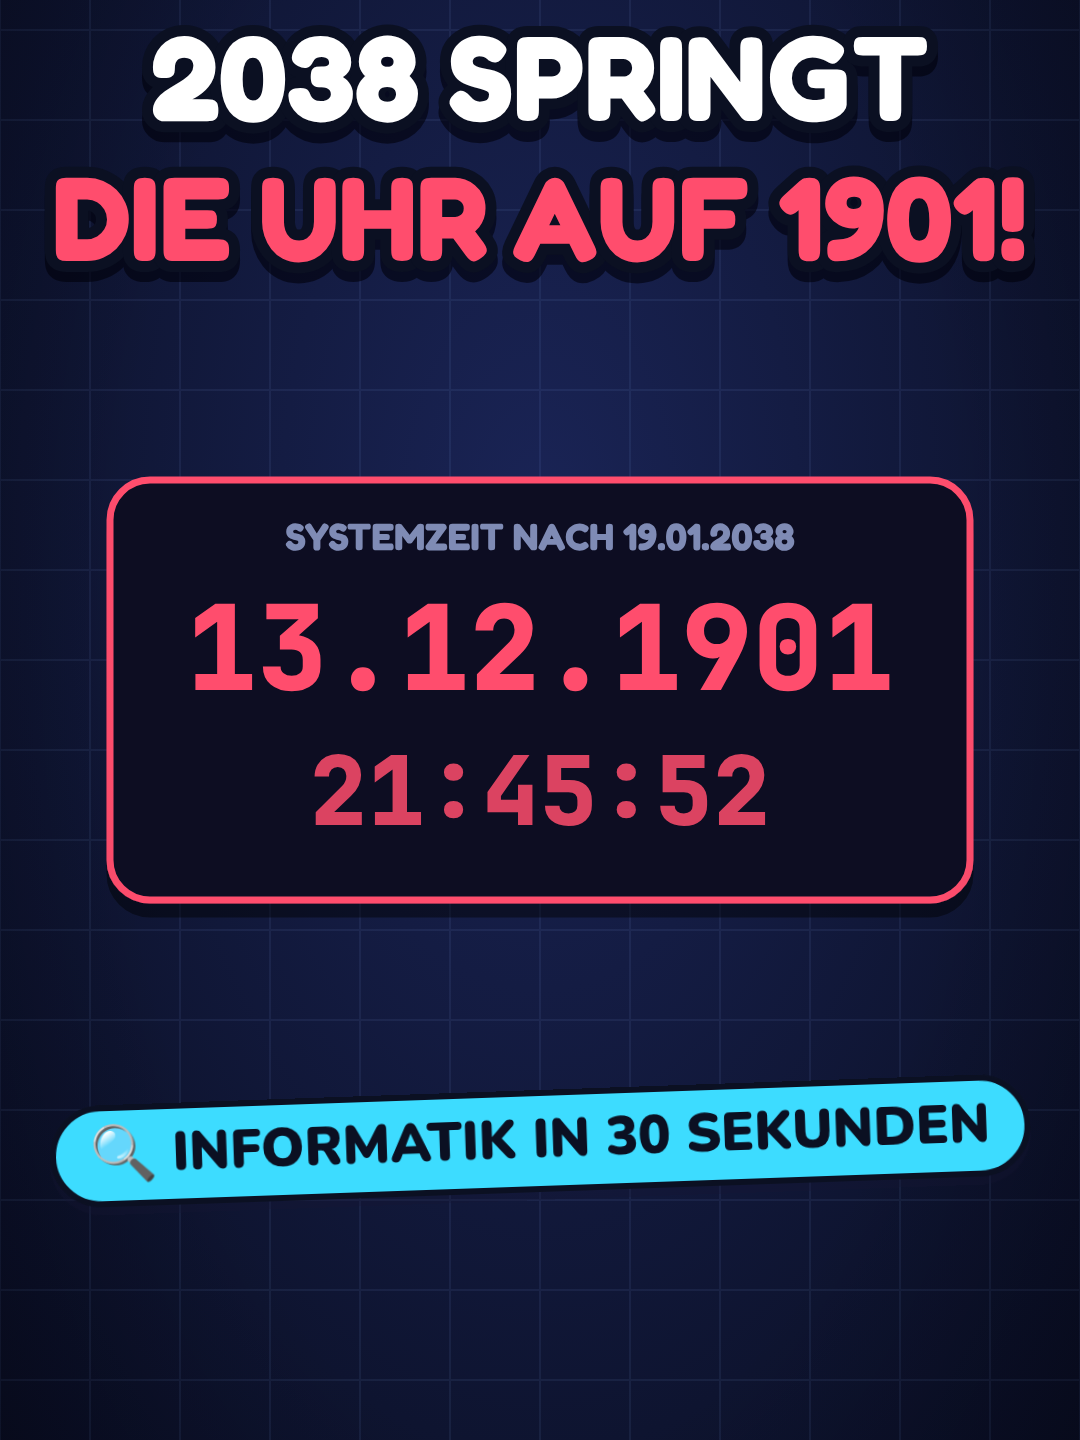 2038 SPRINGT
DIE UHR AUF 1901!
SYSTEMZEIT NACH 19.01.2038
13.12.1901
21:45:52
🔍 INFORMATIK IN 30 SEKUNDEN